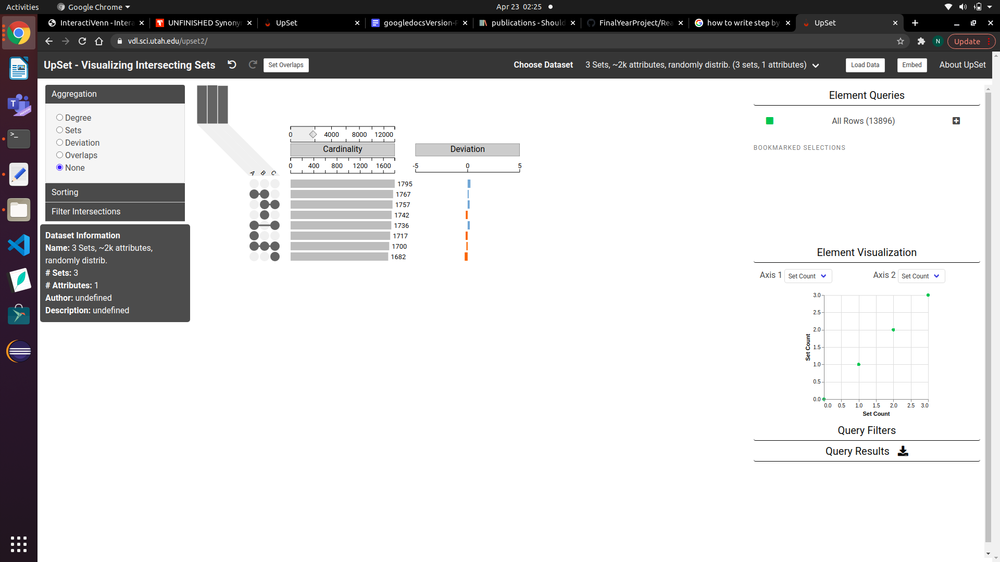 Activities
Google Chrome
Apr 23 02:25
InteractiVenn - Intera
UNFINISHED Synony
UpSet
googledocsVersion-
publications - Should
FinalYearProject/Rea
how to write step by
UpSet
vdl.sci.utah.edu/upset2/
N
Update
UpSet - Visualizing Intersecting Sets
Set Overlaps
Choose Dataset
3 Sets, ~2k attributes, randomly distrib. (3 sets, 1 attributes)
Load Data
Embed
About UpSet
Aggregation
Degree
Sets
Deviation
Overlaps
None
Sorting
Filter Intersections
Dataset Information
Name: 3 Sets, ~2k attributes,
randomly distrib.
# Sets: 3
# Attributes: 1
Author: undefined
Description: undefined
0 4000 8000 12000
Cardinality
Deviation
0 400 800 1200 1600
-5 0 5
A B C
1795
1767
1757
1742
1736
1717
1700
1682
Element Queries
All Rows (13896)
BOOKMARKED SELECTIONS
Element Visualization
Axis 1 Set Count
Axis 2 Set Count
3.0
2.5
2.0
1.5
1.0
0.5
0.0
Set Count
0.0 0.5 1.0 1.5 2.0 2.5 3.0
Set Count
Query Filters
Query Results